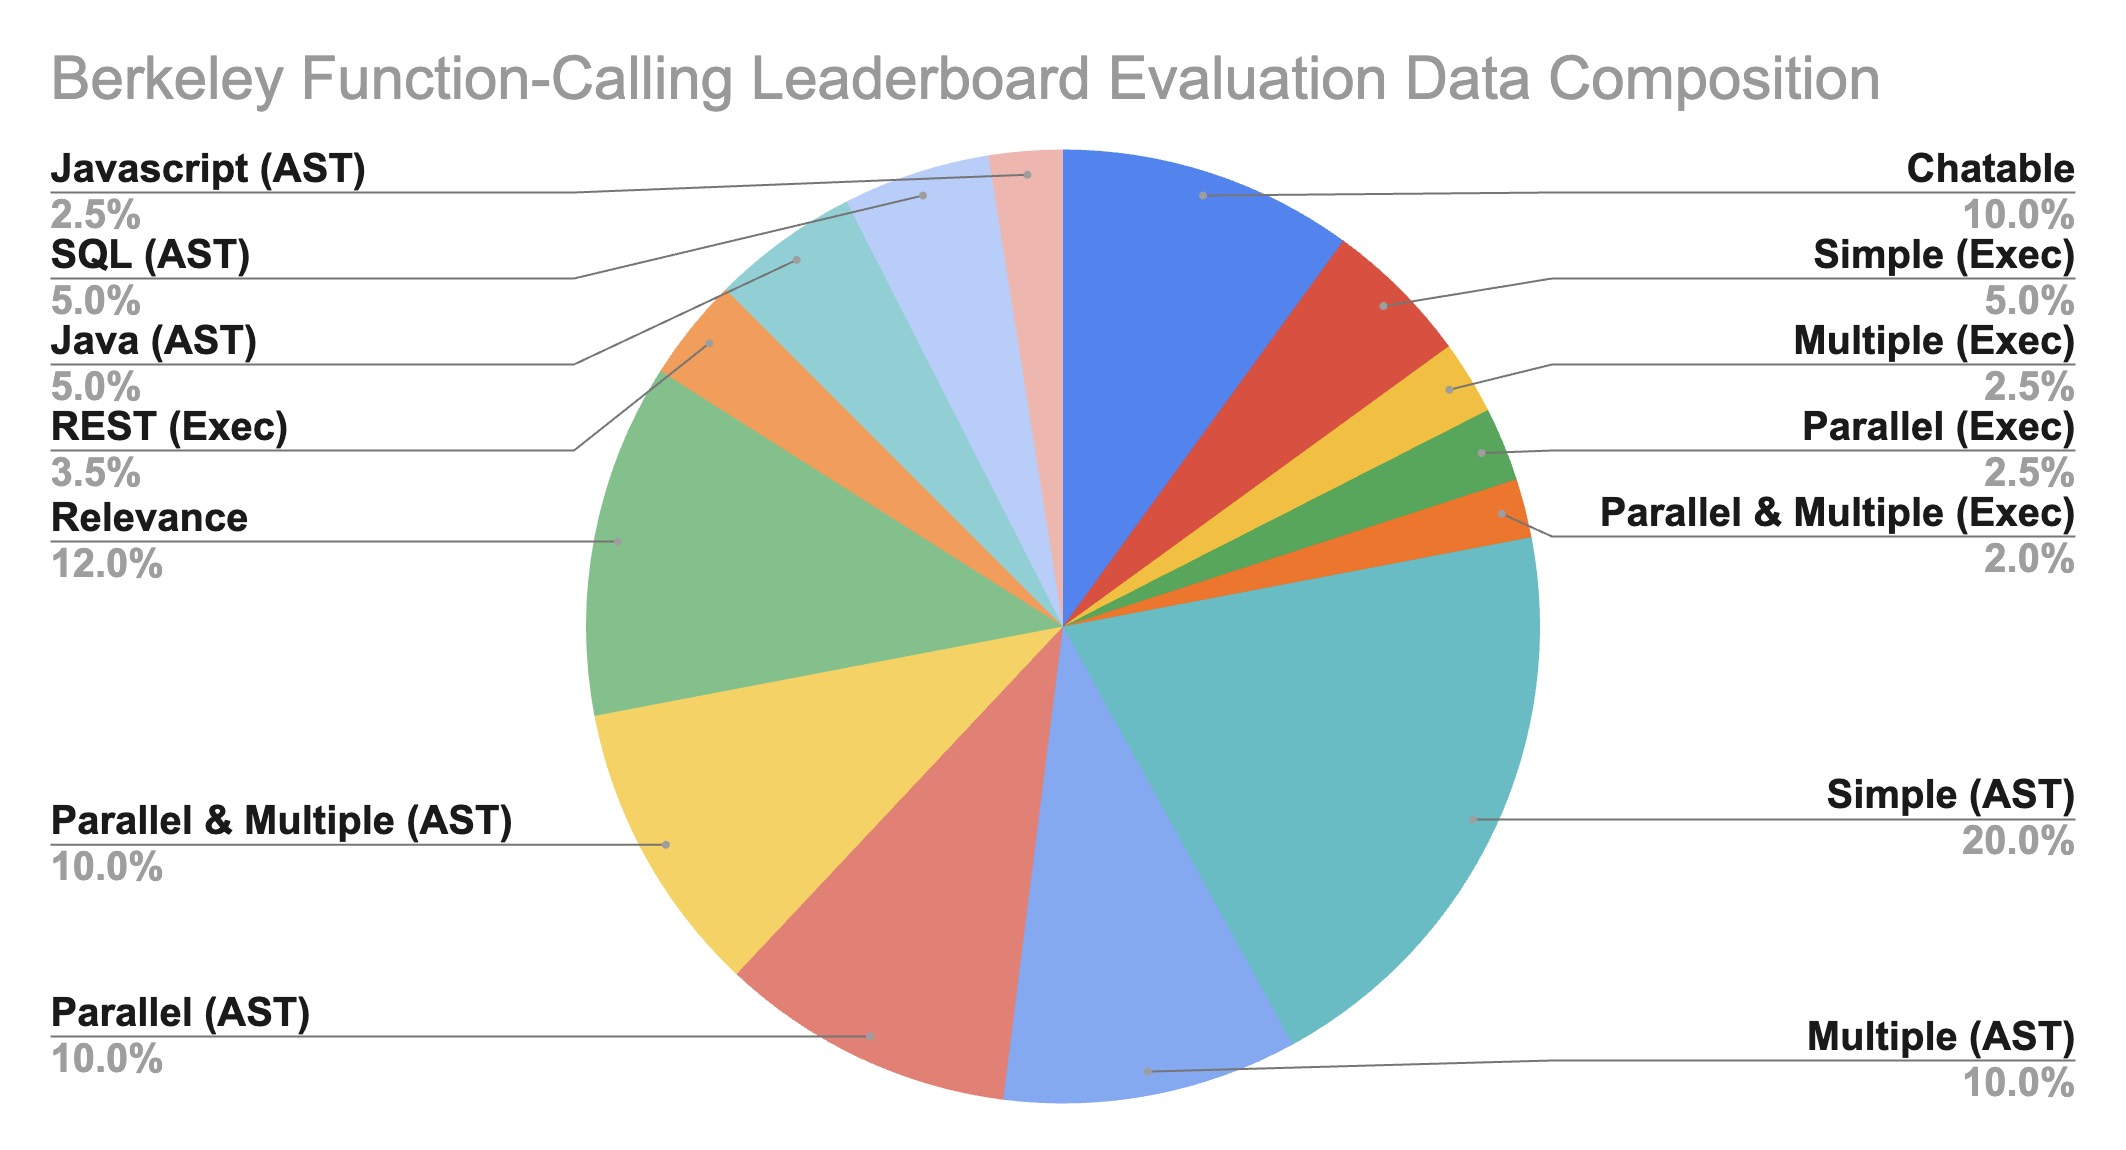 Berkeley Function-Calling Leaderboard Evaluation Data Composition
Javascript (AST)
2.5%
SQL (AST)
5.0%
Java (AST)
5.0%
REST (Exec)
3.5%
Relevance
12.0%
Parallel & Multiple (AST)
10.0%
Parallel (AST)
10.0%
Chatable
10.0%
Simple (Exec)
5.0%
Multiple (Exec)
2.5%
Parallel (Exec)
2.5%
Parallel & Multiple (Exec)
2.0%
Simple (AST)
20.0%
Multiple (AST)
10.0%